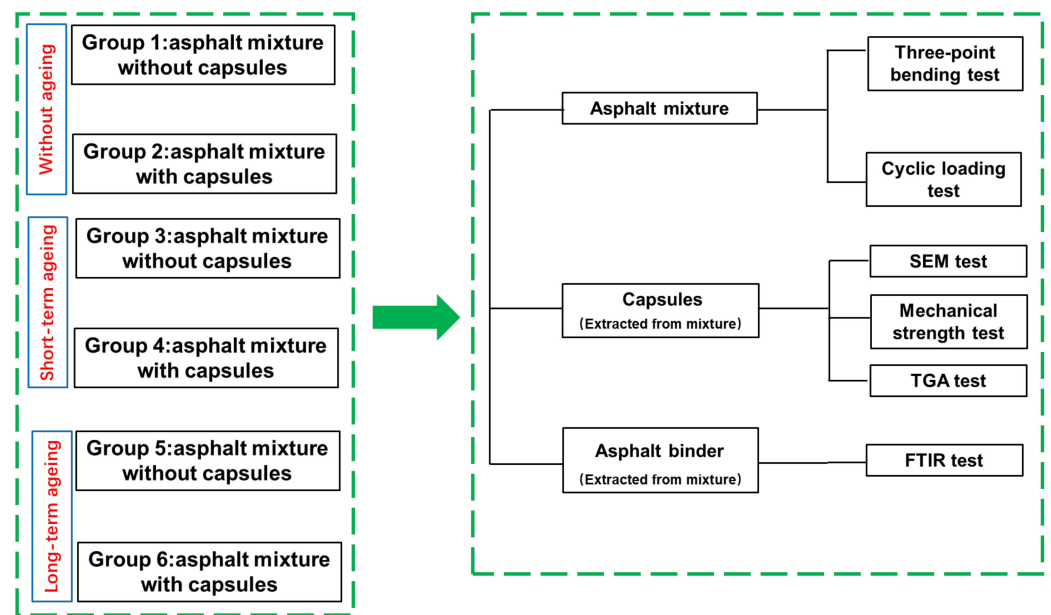 Without ageing
Group 1:asphalt mixture
without capsules
Group 2:asphalt mixture
with capsules
Short-term ageing
Group 3:asphalt mixture
without capsules
Group 4:asphalt mixture
with capsules
Long-term ageing
Group 5:asphalt mixture
without capsules
Group 6:asphalt mixture
with capsules
Asphalt mixture
Three-point
bending test
Cyclic loading
test
Capsules
(Extracted from mixture)
SEM test
Mechanical
strength test
TGA test
Asphalt binder
(Extracted from mixture)
FTIR test